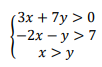 3x + 7y > 0
−2x − y > 7
x > y